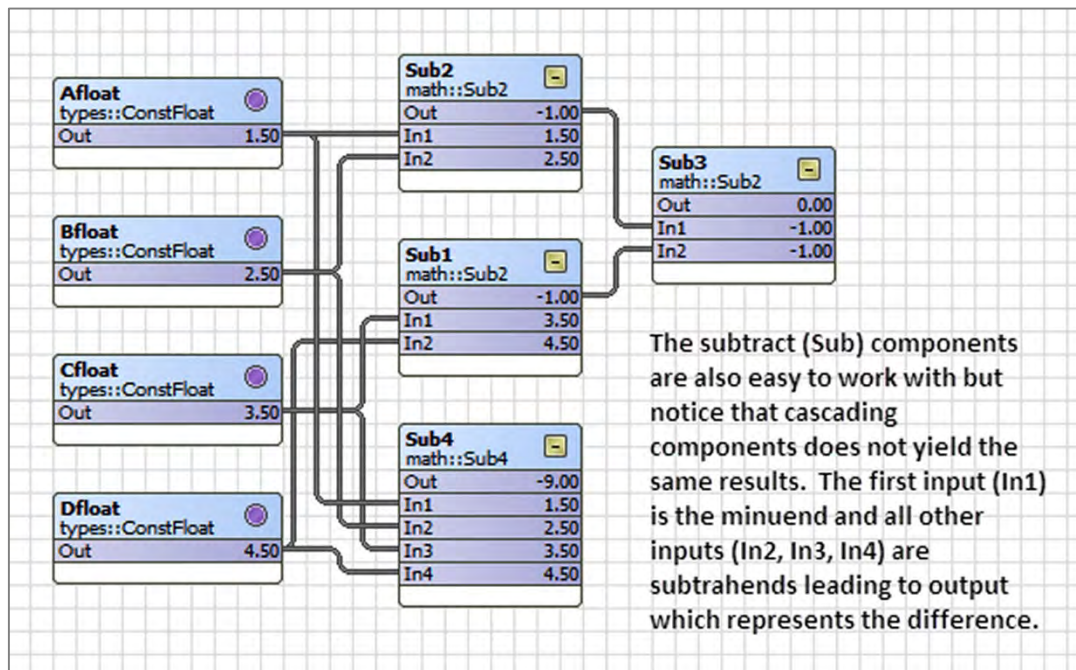 Afloat
types::ConstFloat
Out 1.50
Bfloat
types::ConstFloat
Out 2.50
Cfloat
types::ConstFloat
Out 3.50
Dfloat
types::ConstFloat
Out 4.50
Sub2
math::Sub2
Out -1.00
In1 1.50
In2 2.50
Sub1
math::Sub2
Out -1.00
In1 3.50
In2 4.50
Sub4
math::Sub4
Out -9.00
In1 1.50
In2 2.50
In3 3.50
In4 4.50
Sub3
math::Sub2
Out 0.00
In1 -1.00
In2 -1.00
The subtract (Sub) components
are also easy to work with but
notice that cascading
components does not yield the
same results.  The first input (In1)
is the minuend and all other
inputs (In2, In3, In4) are
subtrahends leading to output
which represents the difference.